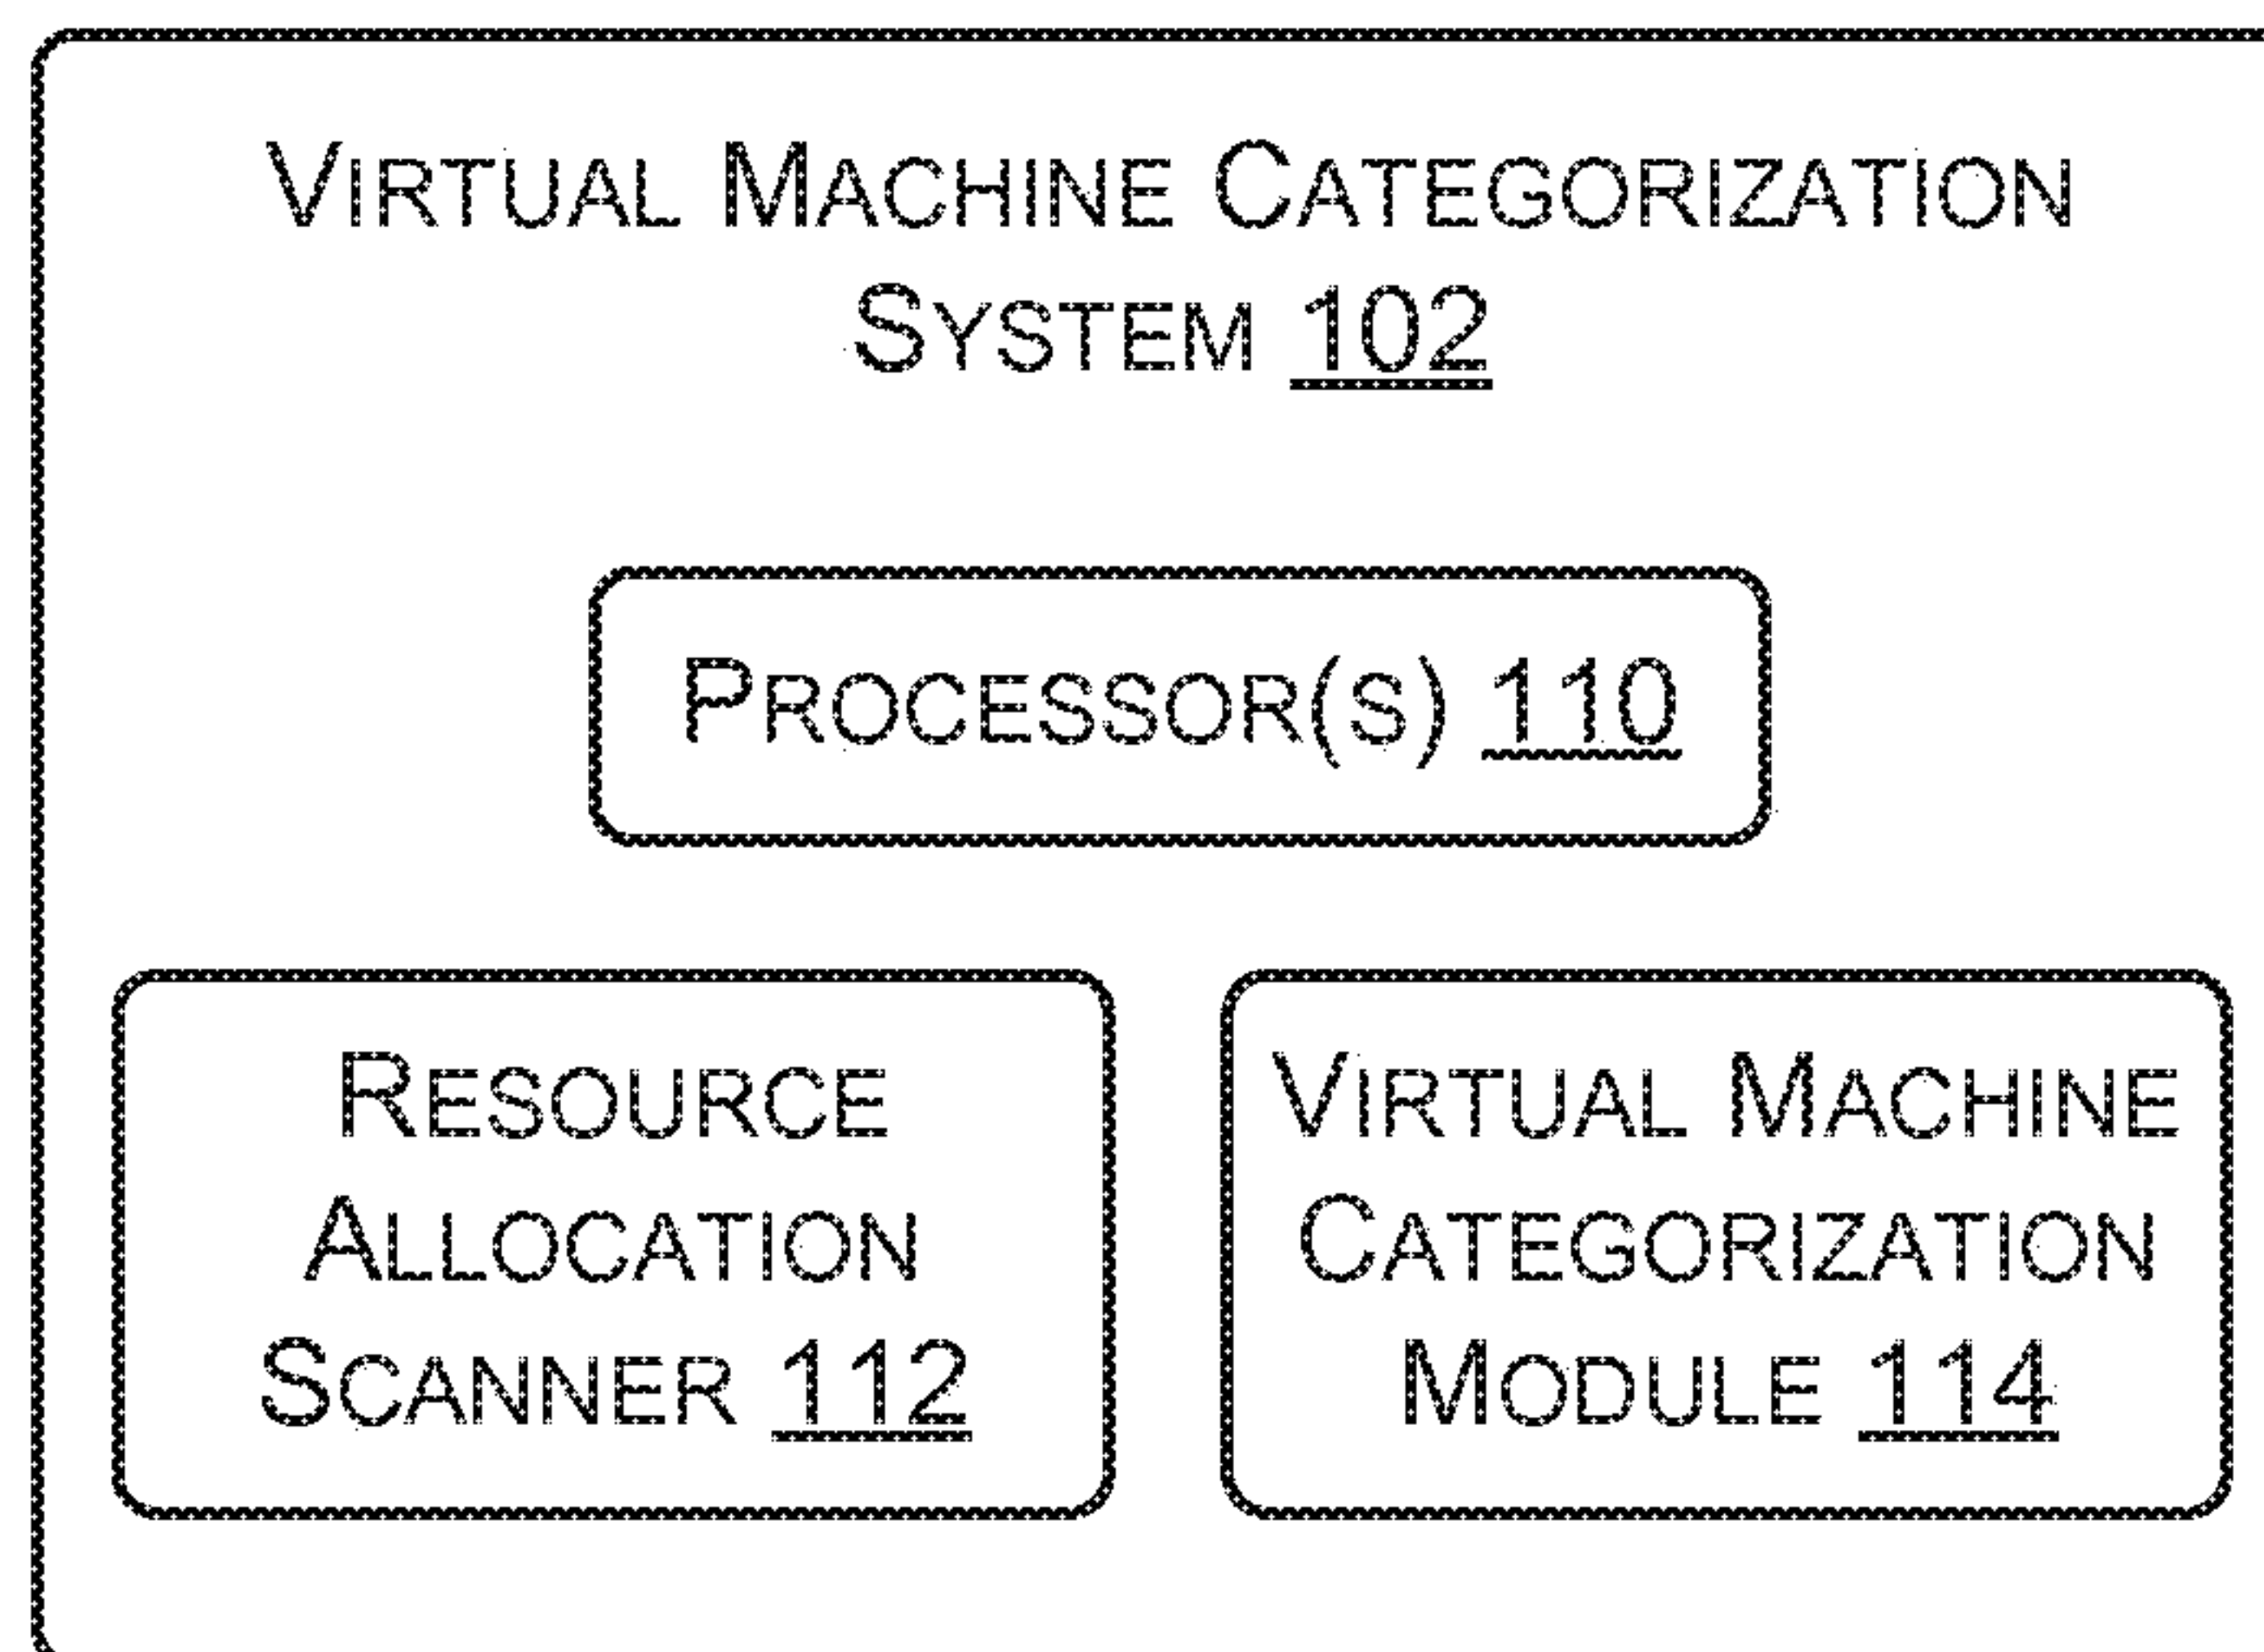 VIRTUAL MACHINE CATEGORIZATION
SYSTEM 102
PROCESSOR(S) 110
RESOURCE
ALLOCATION
SCANNER 112
VIRTUAL MACHINE
CATEGORIZATION
MODULE 114